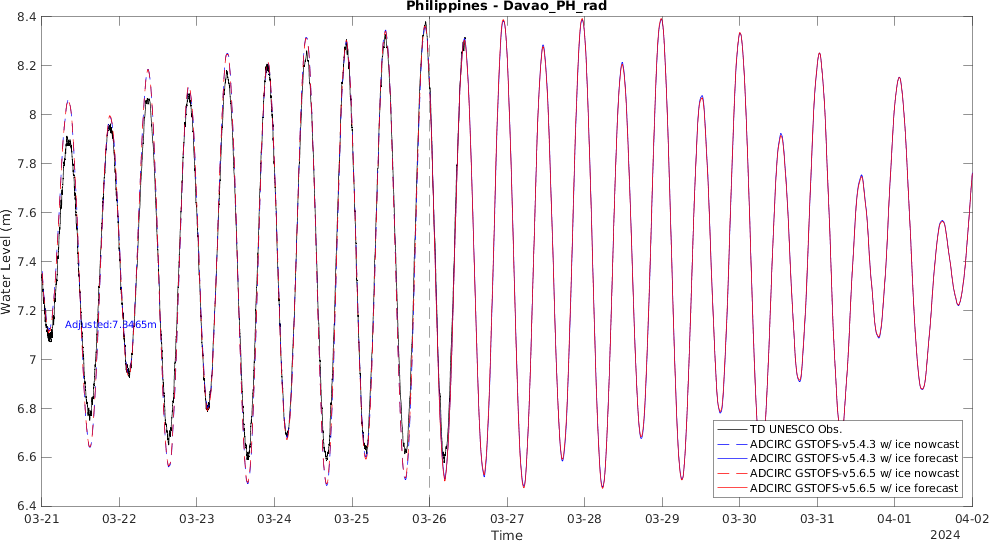 Philippines - Davao_PH_rad
8.4
8.2
8
7.8
7.6
7.4
7.2
7
6.8
6.6
6.4
Water Level (m)
Adjusted:7.3465m
TD UNESCO Obs.
ADCIRC GSTOFS-v5.4.3 w/ ice nowcast
ADCIRC GSTOFS-v5.4.3 w/ ice forecast
ADCIRC GSTOFS-v5.6.5 w/ ice nowcast
ADCIRC GSTOFS-v5.6.5 w/ ice forecast
03-21 03-22 03-23 03-24 03-25 03-26 03-27 03-28 03-29 03-30 03-31 04-01 04-02
Time
2024